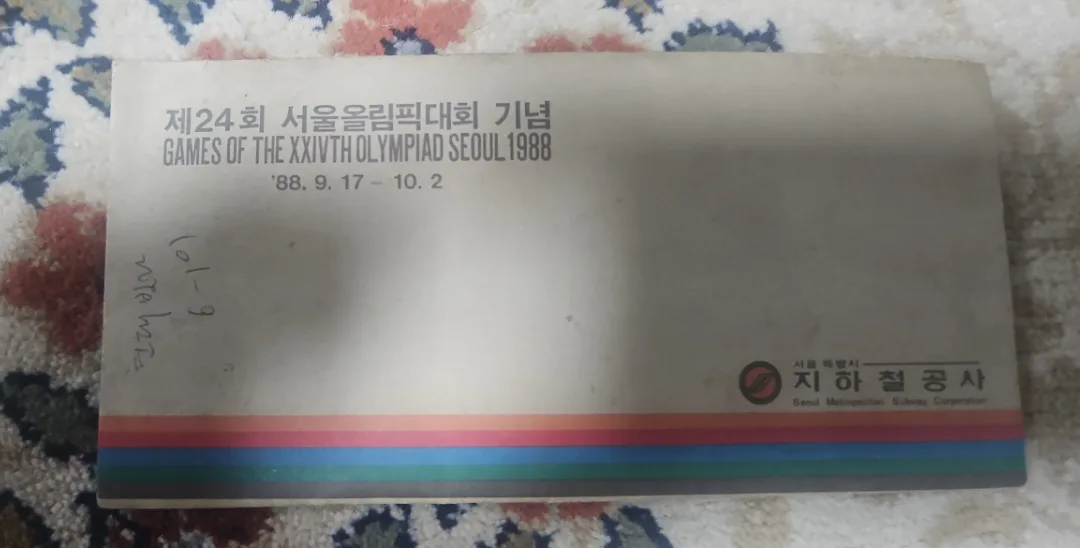 제24회 서울올림픽대회 기념
GAMES OF THE XXIVTH OLYMPIAD SEOUL 1988
'88. 9. 17 - 10. 2
101-9
서울 특별시
지하철공사
Seoul Metropolitan Subway Corporation